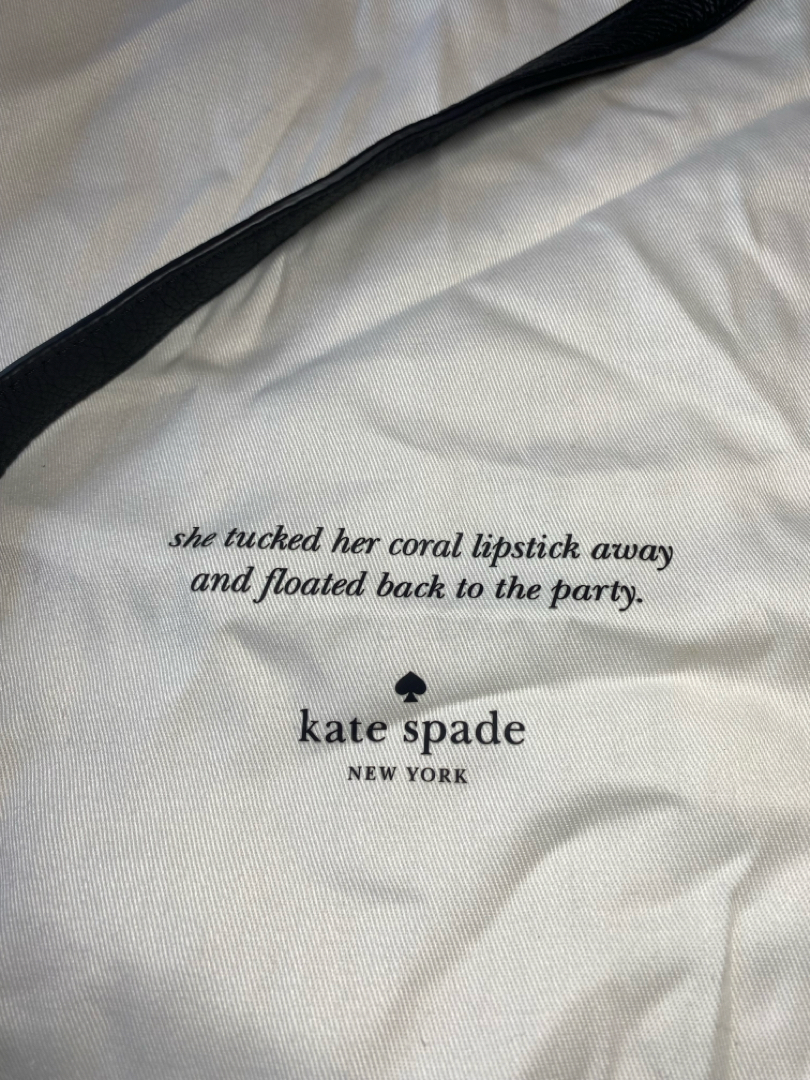 she tucked her coral lipstick away
and floated back to the party.
kate spade
NEW YORK